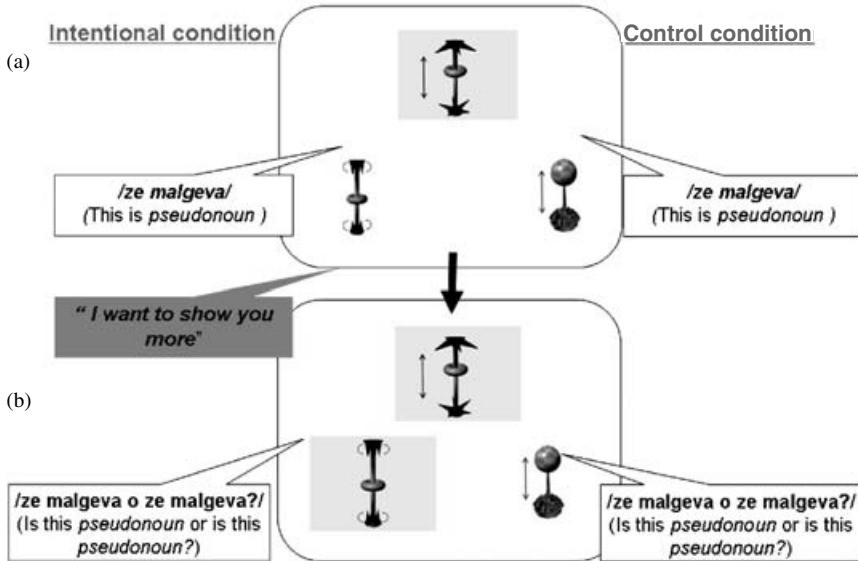 Intentional condition
Control condition
(a)
/ze malgeva/
(This is pseudonoun )
/ze malgeva/
(This is pseudonoun )
“ I want to show you
more”
(b)
/ze malgeva o ze malgeva?/
(Is this pseudonoun or is this
pseudonoun?)
/ze malgeva o ze malgeva?/
(Is this pseudonoun or is this
pseudonoun?)